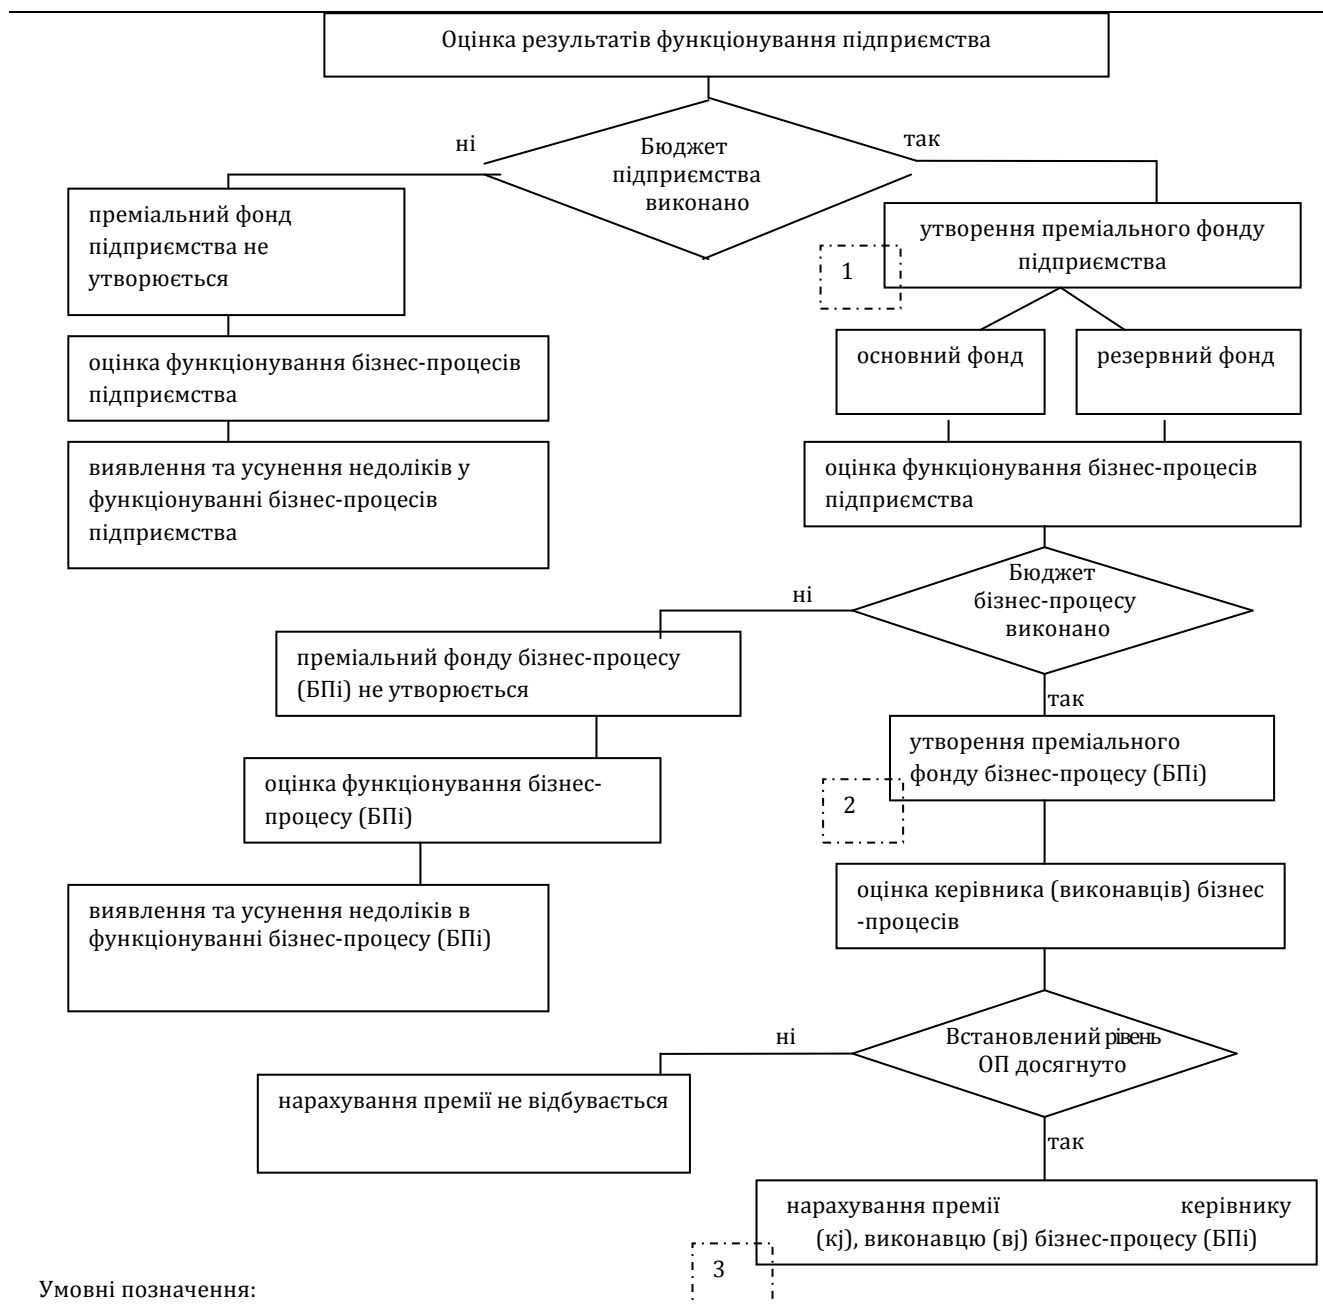 Оцінка результатів функціонування підприємства
ні
Бюджет
підприємства
виконано
так
преміальний фонд
підприємства не
утворюється
утворення преміального фонду
підприємства
1
оцінка функціонування бізнес-процесів
підприємства
основний фонд
резервний фонд
виявлення та усунення недоліків у
функціонуванні бізнес-процесів
підприємства
оцінка функціонування бізнес-процесів
підприємства
ні
Бюджет
бізнес-процесу
виконано
преміальний фонду бізнес-процесу
(БПі) не утворюється
так
утворення преміального
фонду бізнес-процесу (БПі)
2
оцінка функціонування бізнес-
процесу (БПі)
виявлення та усунення недоліків в
функціонуванні бізнес-процесу (БПі)
оцінка керівника (виконавців) бізнес
-процесів
ні
Встановлений рівень
ОП досягнуто
нарахування премії не відбувається
так
нарахування премії керівнику
(кj), виконавцю (вj) бізнес-процесу (БПі)
3
Умовні позначення: